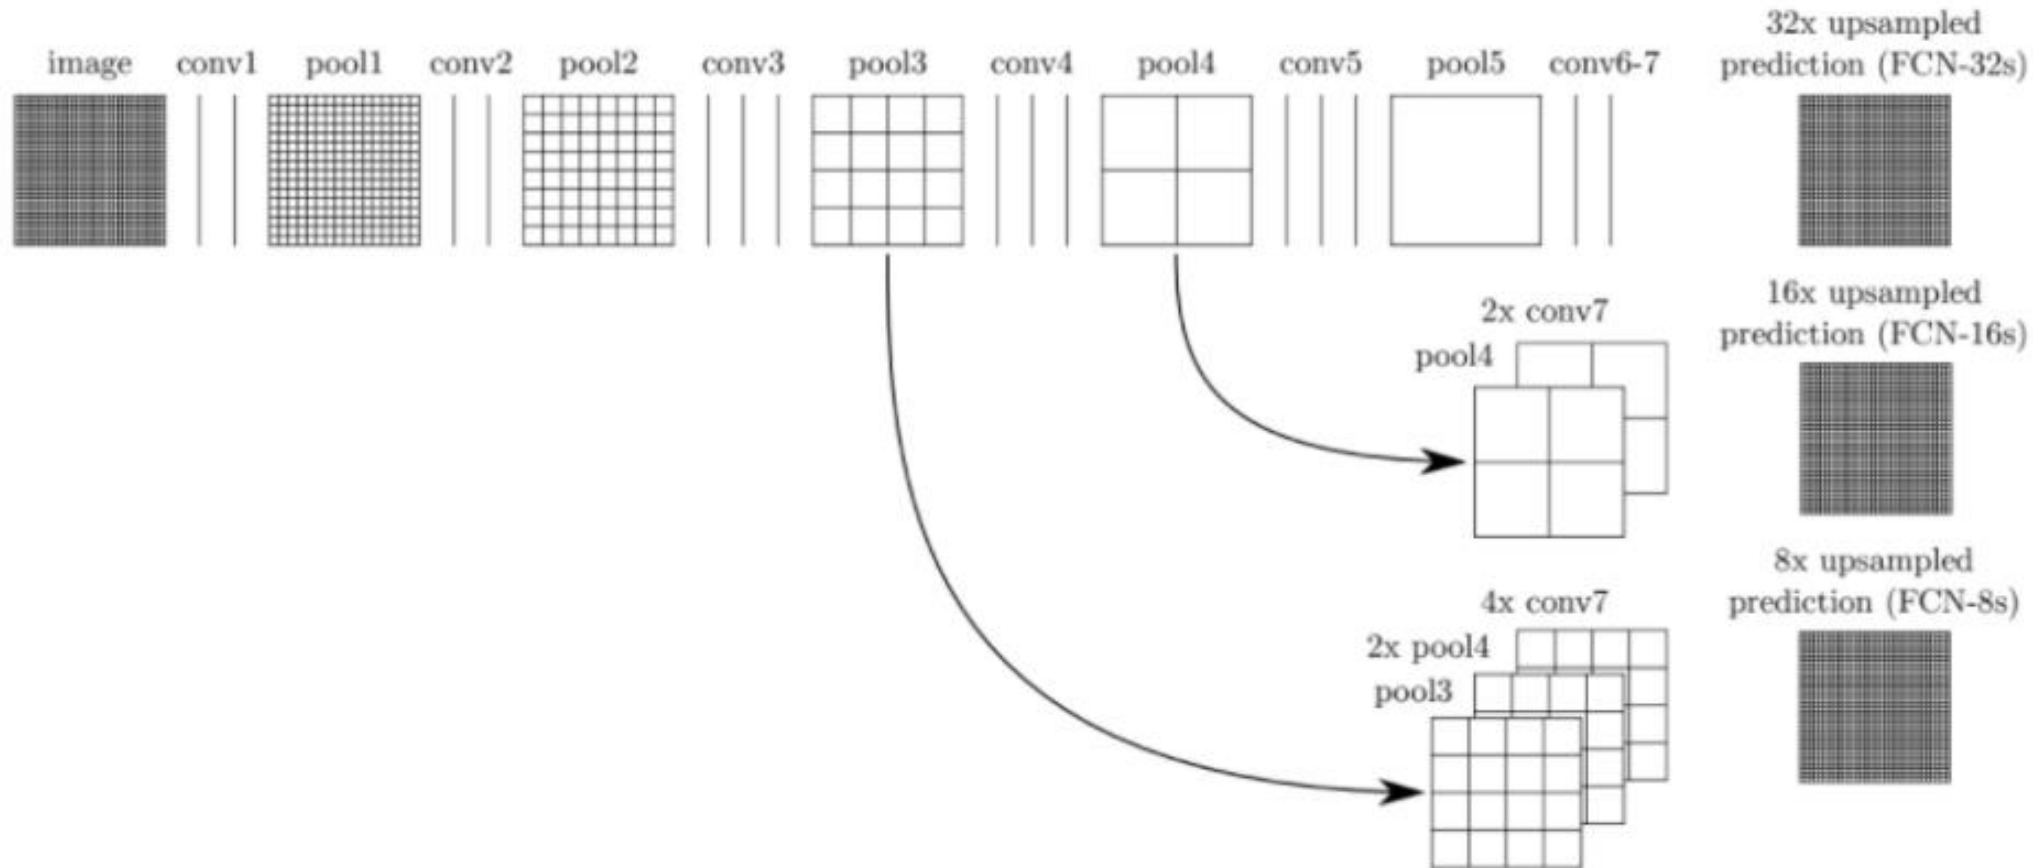 image conv1 pool1 conv2 pool2 conv3 pool3 conv4 pool4 conv5 pool5 conv6-7
32x upsampled
prediction (FCN-32s)
2x conv7
pool4
16x upsampled
prediction (FCN-16s)
4x conv7
2x pool4
pool3
8x upsampled
prediction (FCN-8s)